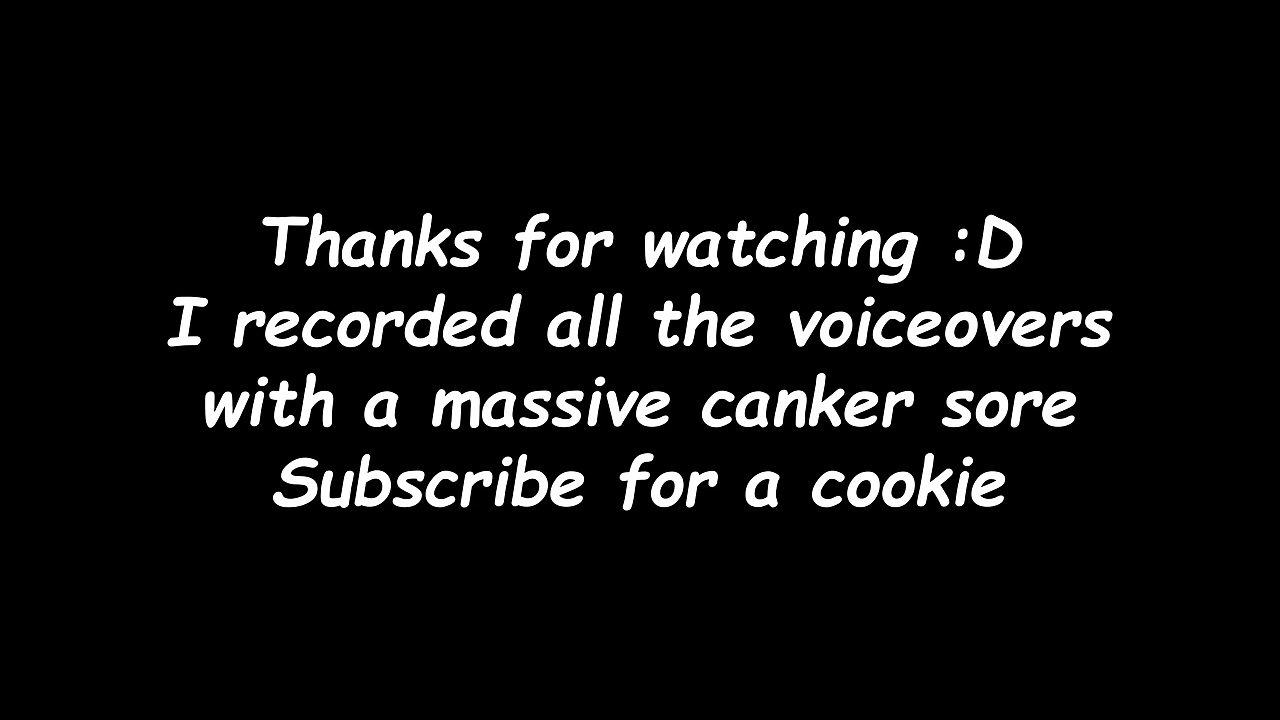 Thanks for watching :D
I recorded all the voiceovers
with a massive canker sore
Subscribe for a cookie